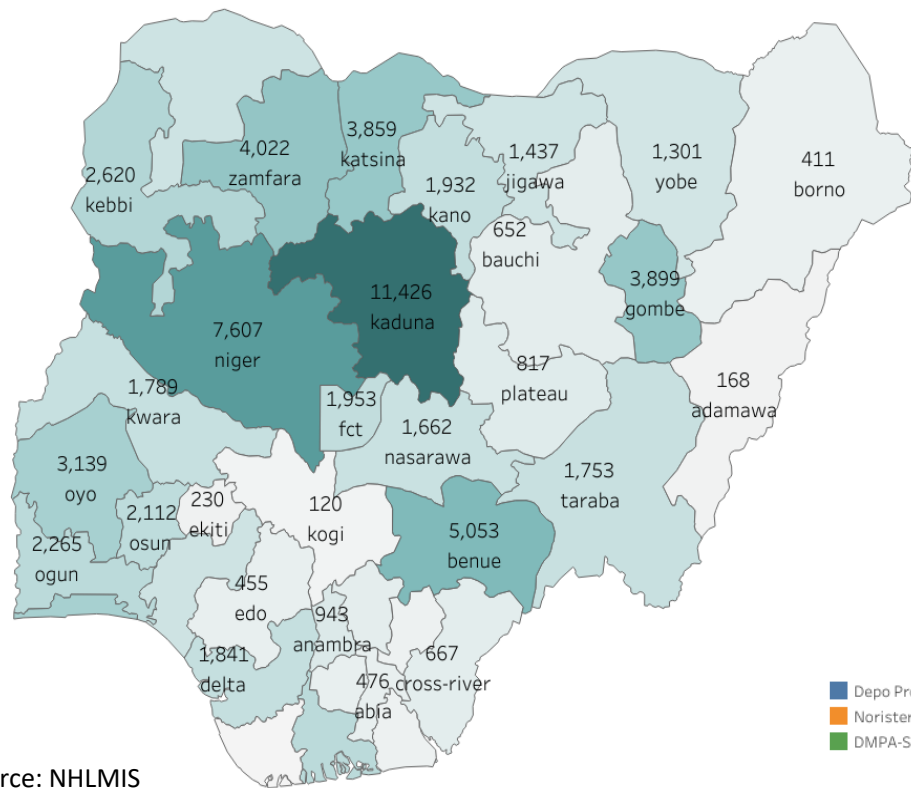 2,620
kebbi
4,022
zamfara
3,859
katsina
1,932
kano
1,437
jigawa
1,301
yobe
411
borno
652
bauchi
3,899
gombe
11,426
kaduna
7,607
niger
817
plateau
168
adamawa
1,789
kwara
1,953
fct
1,662
nasarawa
1,753
taraba
3,139
oyo
2,112
osun
230
ekiti
120
kogi
5,053
benue
2,265
ogun
455
edo
943
anambra
667
cross-river
1,841
delta
476
abia
Depo Pr
Norister
DMPA-S
rce: NHLMIS